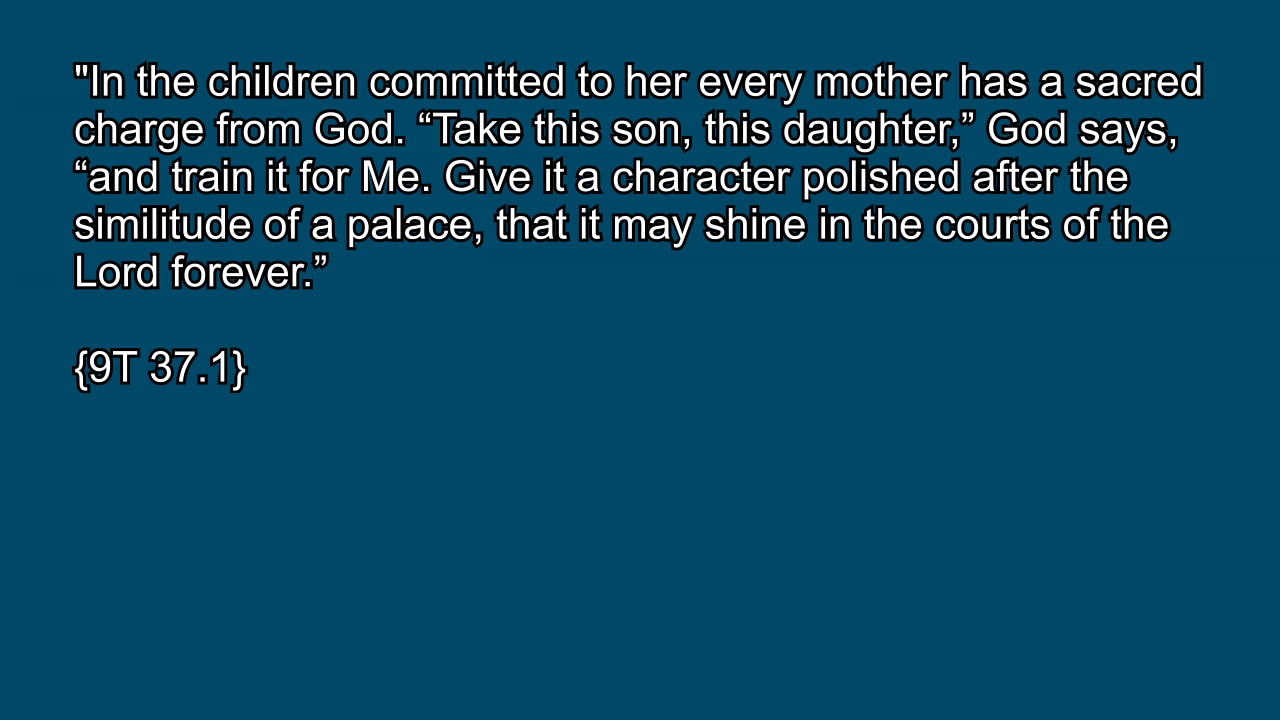 "In the children committed to her every mother has a sacred
charge from God. “Take this son, this daughter,” God says,
“and train it for Me. Give it a character polished after the
similitude of a palace, that it may shine in the courts of the
Lord forever.”
{9T 37.1}